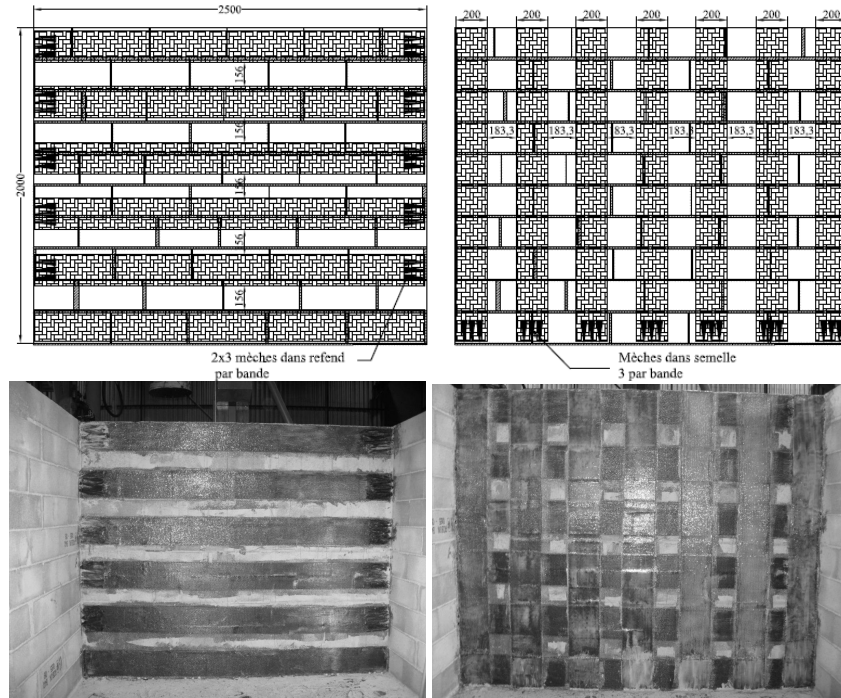 2500
200 200 200 200 200 200 200
2000
156
156
156
156
156
183,3 183,3 83,3 183,3 183,3 183,3
2x3 mèches dans refend
par bande
Mèches dans semelle
3 par bande